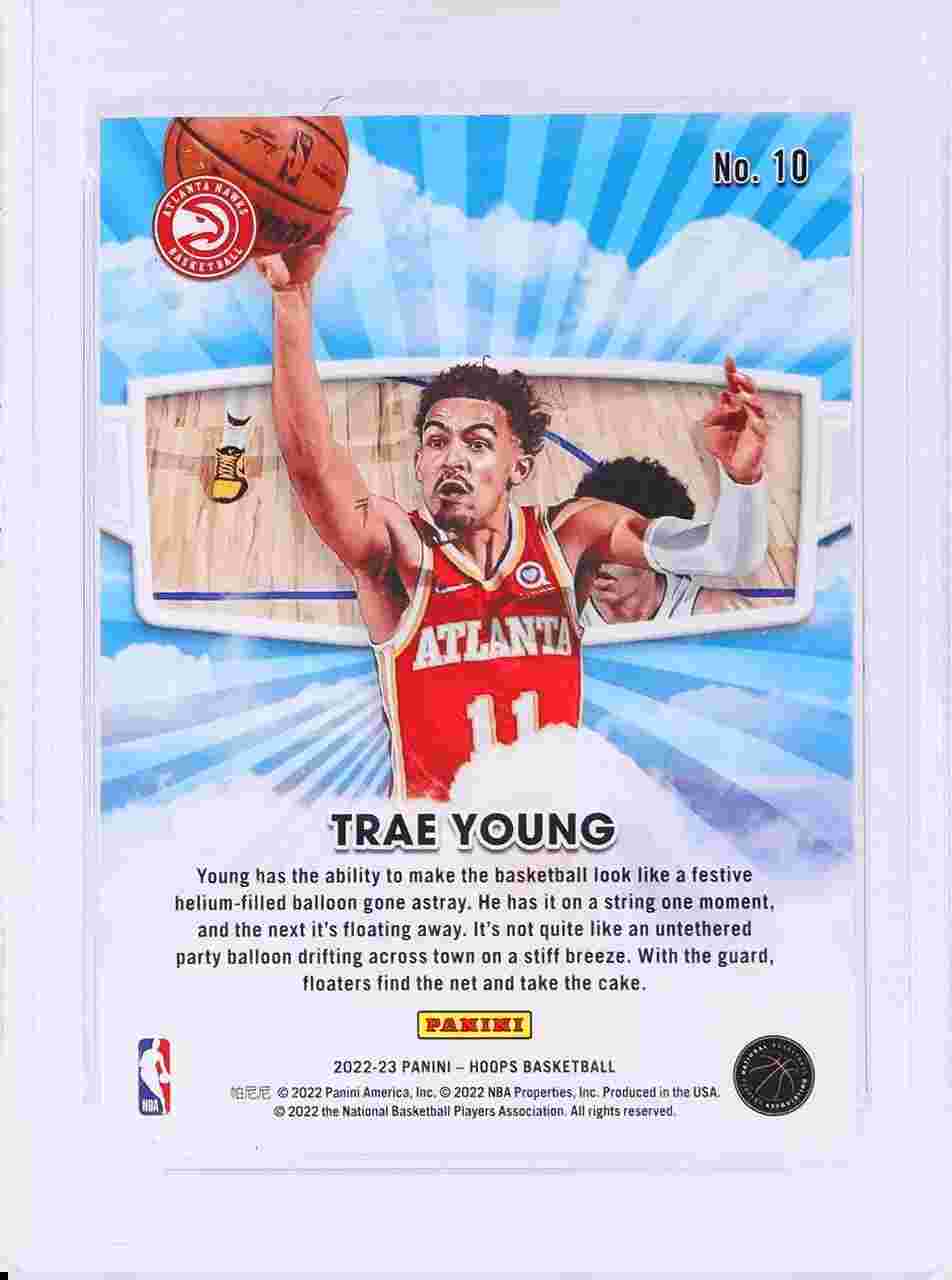 No. 10
ATLANTA HAWKS
BASKETBALL
ATLANTA
11
TRAE YOUNG
Young has the ability to make the basketball look like a festive
helium-filled balloon gone astray. He has it on a string one moment,
and the next it's floating away. It's not quite like an untethered
party balloon drifting across town on a stiff breeze. With the guard,
floaters find the net and take the cake.
PANINI
2022-23 PANINI – HOOPS BASKETBALL
帕尼尼 © 2022 Panini America, Inc. © 2022 NBA Properties, Inc. Produced in the USA.
© 2022 the National Basketball Players Association. All rights reserved.
NBA